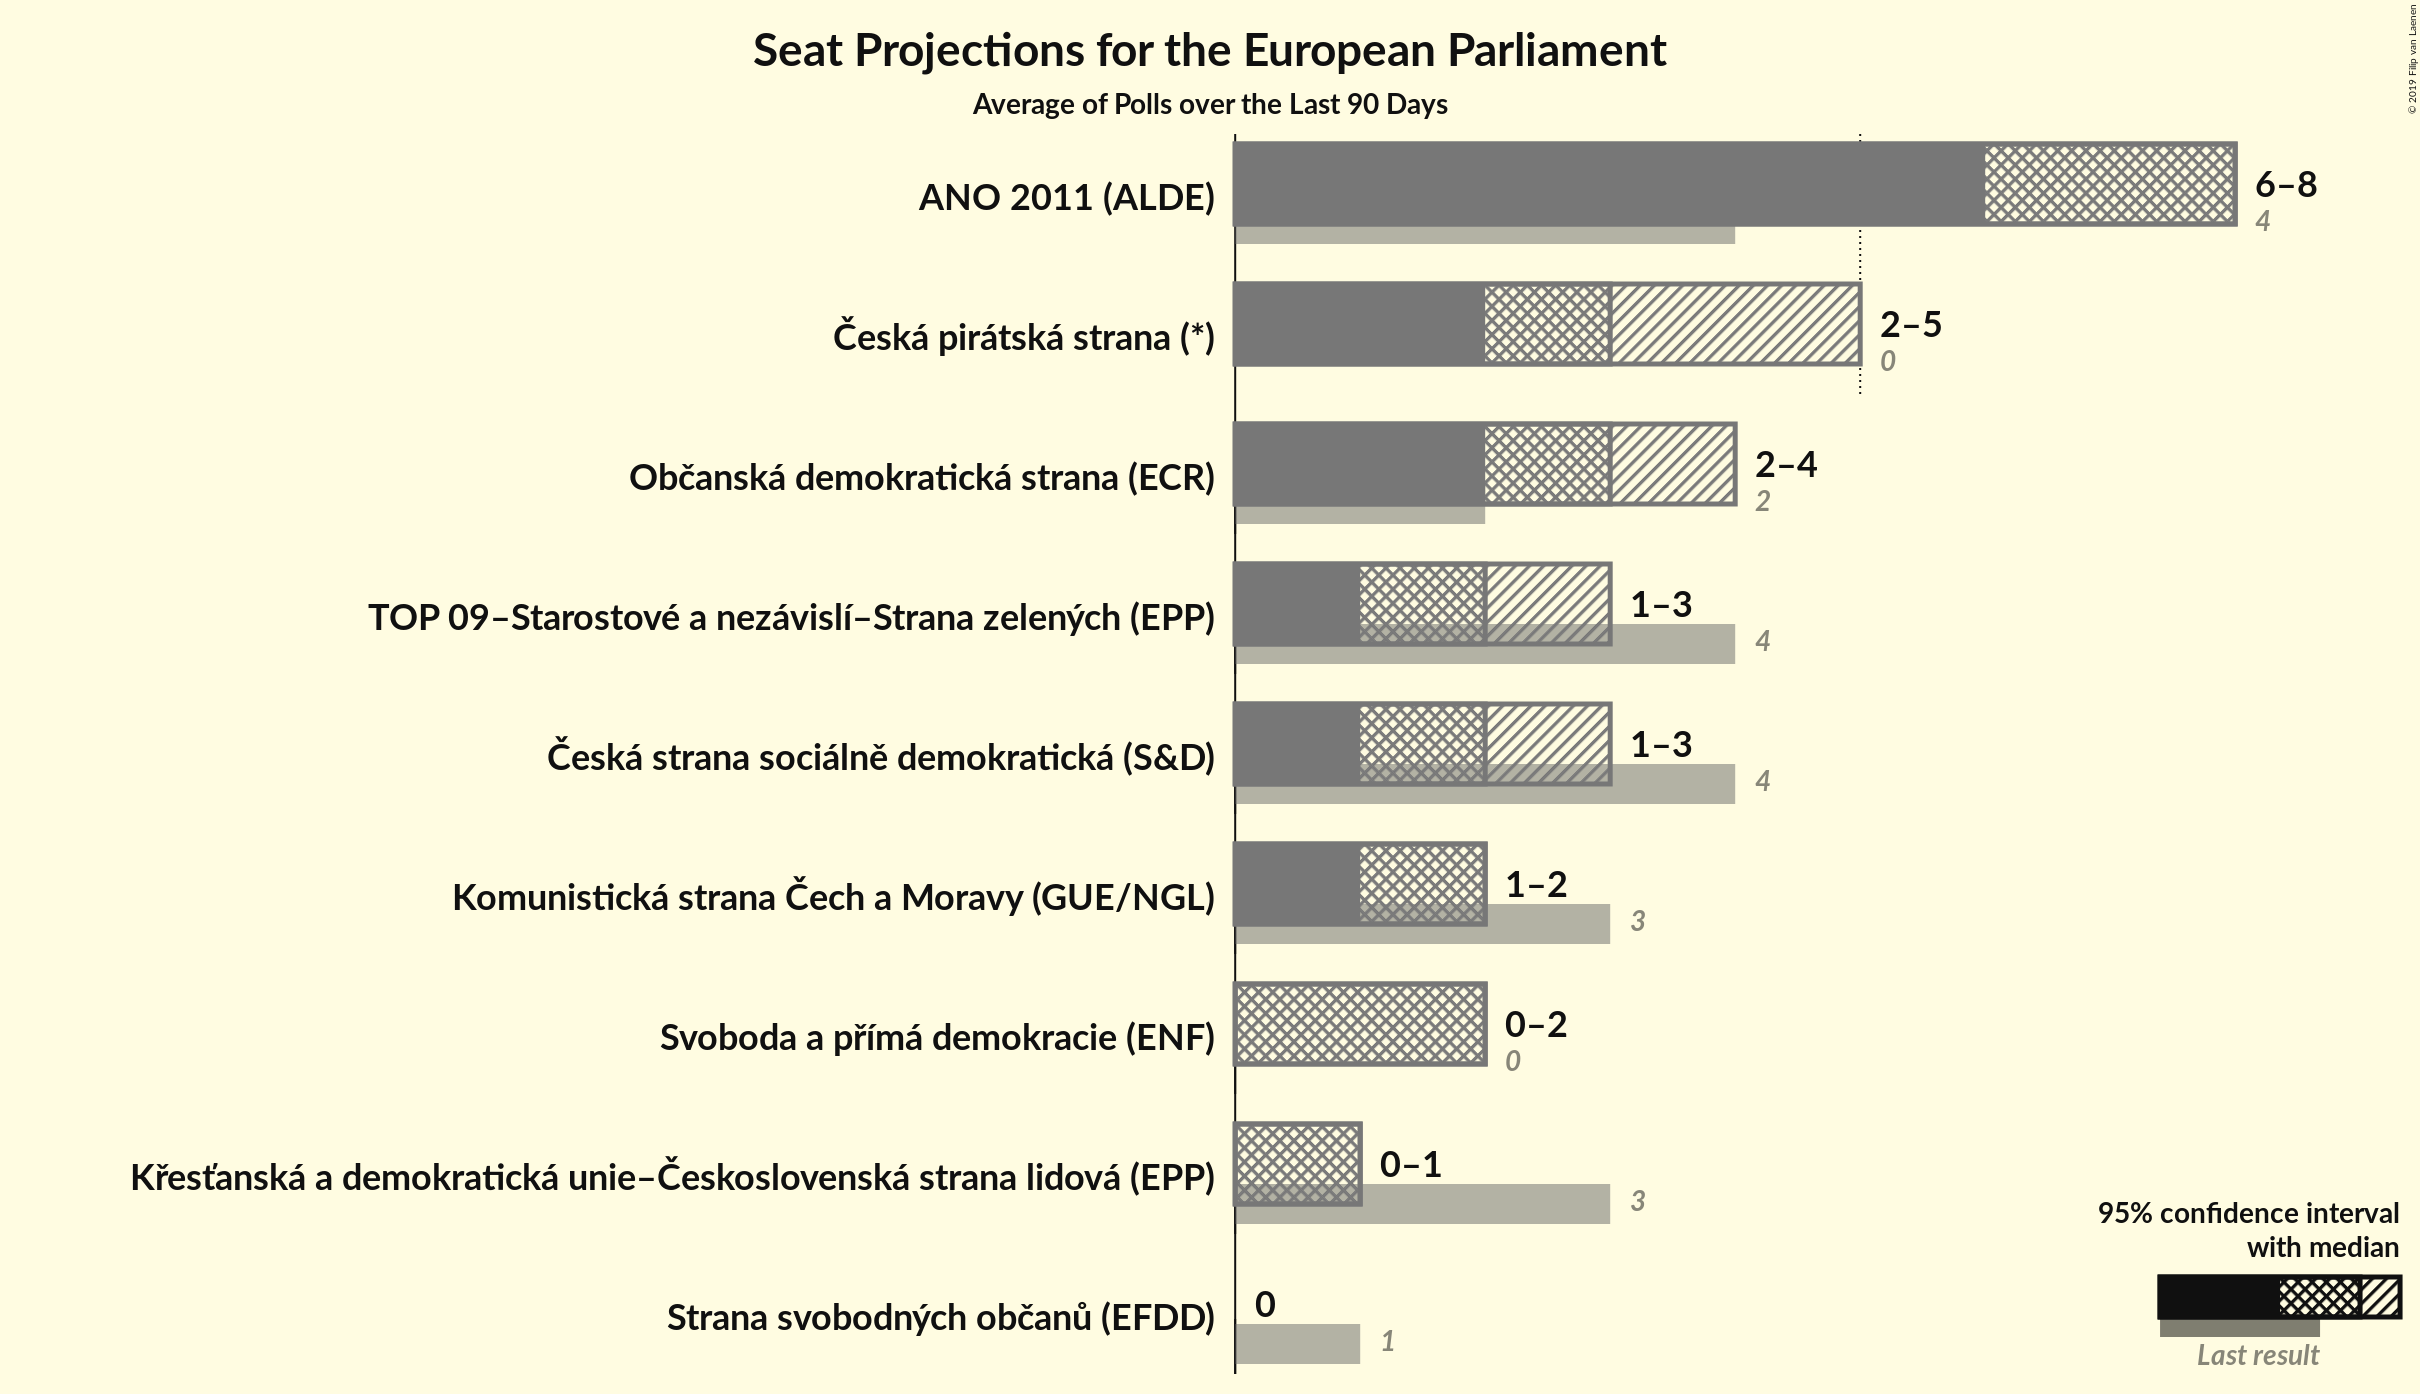 Seat Projections for the European Parliament
Average of Polls over the Last 90 Days
© 2019 Filip van Laenen
ANO 2011 (ALDE)
6–8
4
Česká pirátská strana (*)
2–5
0
Občanská demokratická strana (ECR)
2–4
2
TOP 09–Starostové a nezávislí–Strana zelených (EPP)
1–3
4
Česká strana sociálně demokratická (S&D)
1–3
4
Komunistická strana Čech a Moravy (GUE/NGL)
1–2
3
Svoboda a přímá demokracie (ENF)
0–2
0
Křesťanská a demokratická unie–Československá strana lidová (EPP)
0–1
3
Strana svobodných občanů (EFDD)
0
1
95% confidence interval
with median
Last result